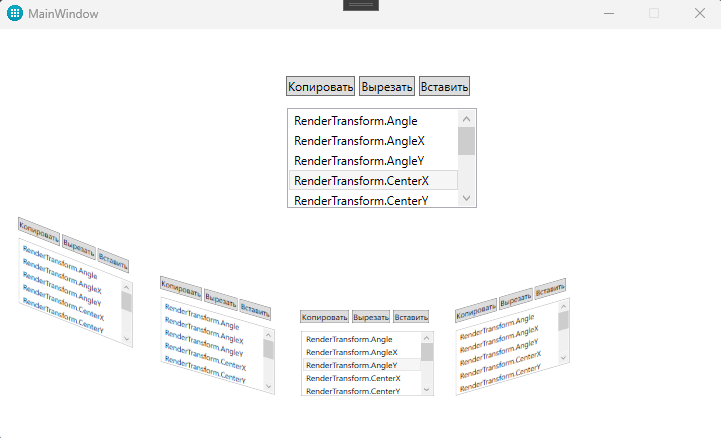 MainWindow
Копировать Вырезать Вставить
RenderTransform.Angle
RenderTransform.AngleX
RenderTransform.AngleY
RenderTransform.CenterX
RenderTransform.CenterY
Копировать Вырезать Вставить
RenderTransform.Angle
RenderTransform.AngleX
RenderTransform.AngleY
RenderTransform.CenterX
RenderTransform.CenterY
Копировать Вырезать Вставить
RenderTransform.Angle
RenderTransform.AngleX
RenderTransform.AngleY
RenderTransform.CenterX
RenderTransform.CenterY
Копировать Вырезать Вставить
RenderTransform.Angle
RenderTransform.AngleX
RenderTransform.AngleY
RenderTransform.CenterX
RenderTransform.CenterY
Копировать Вырезать Вставить
RenderTransform.Angle
RenderTransform.AngleX
RenderTransform.AngleY
RenderTransform.CenterX
RenderTransform.CenterY